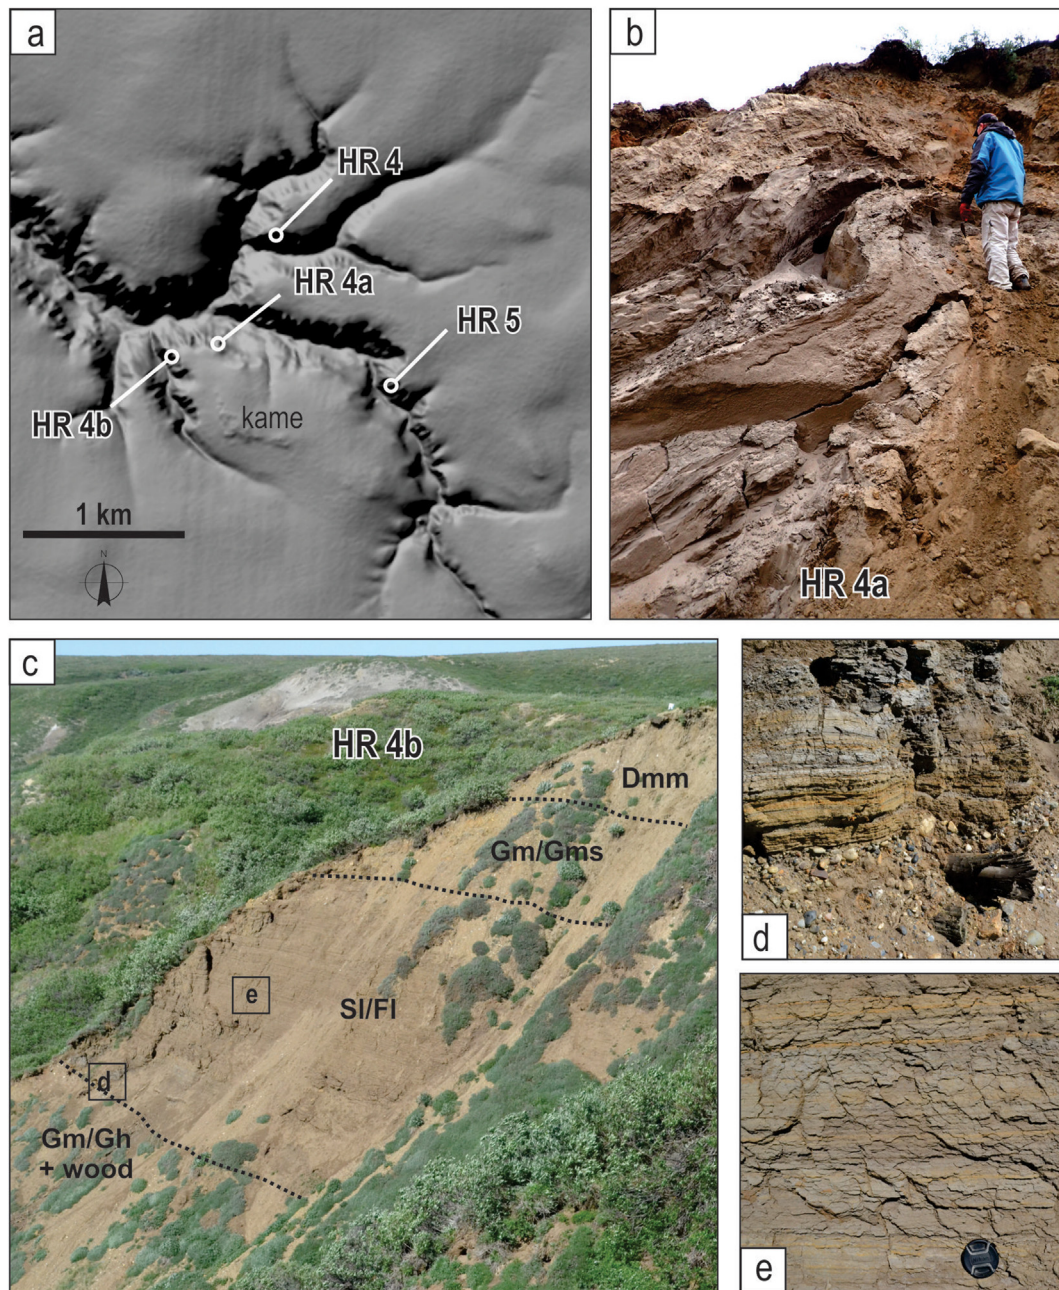 a
HR 4
HR 4a
HR 5
HR 4b
kame
1 km
N
b
HR 4a
c
HR 4b
Dmm
Gm/Gms
e
Sl/Fl
d
Gm/Gh
+ wood
d
e